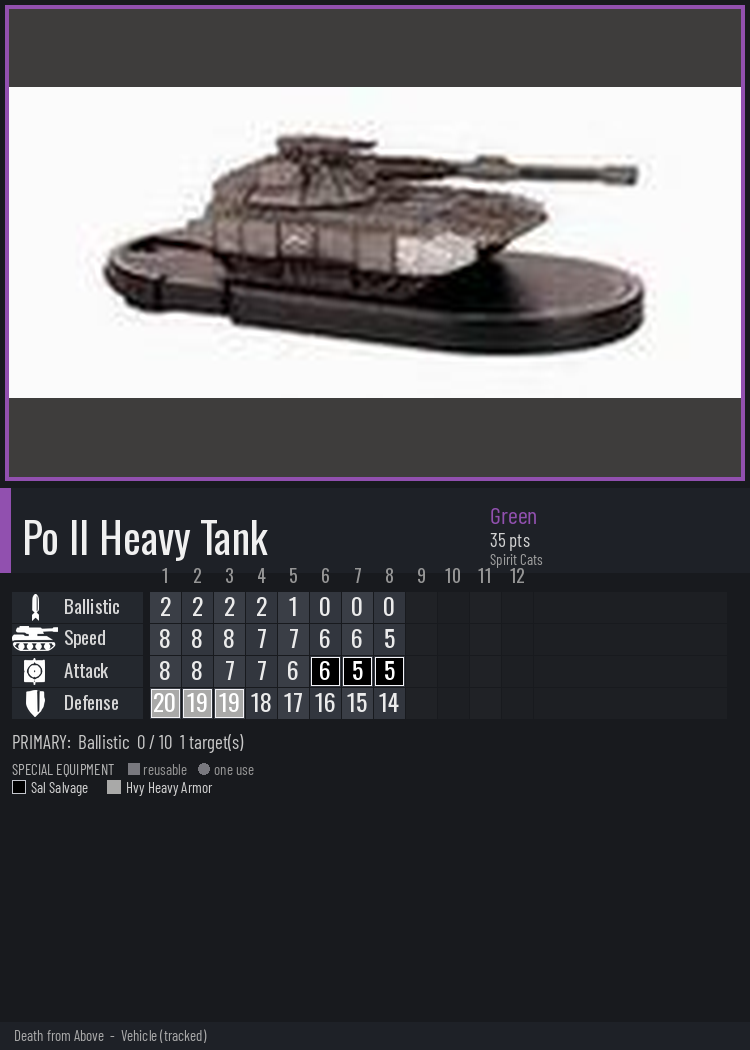 Po II Heavy Tank
Green
35 pts
Spirit Cats
1 2 3 4 5 6 7 8 9 10 11 12
Ballistic 2 2 2 2 1 0 0 0
Speed 8 8 8 7 7 6 6 5
Attack 8 8 7 7 6 6 5 5
Defense 20 19 19 18 17 16 15 14
PRIMARY: Ballistic 0 / 10 1 target(s)
SPECIAL EQUIPMENT reusable one use
Sal Salvage Hvy Heavy Armor
Death from Above - Vehicle (tracked)